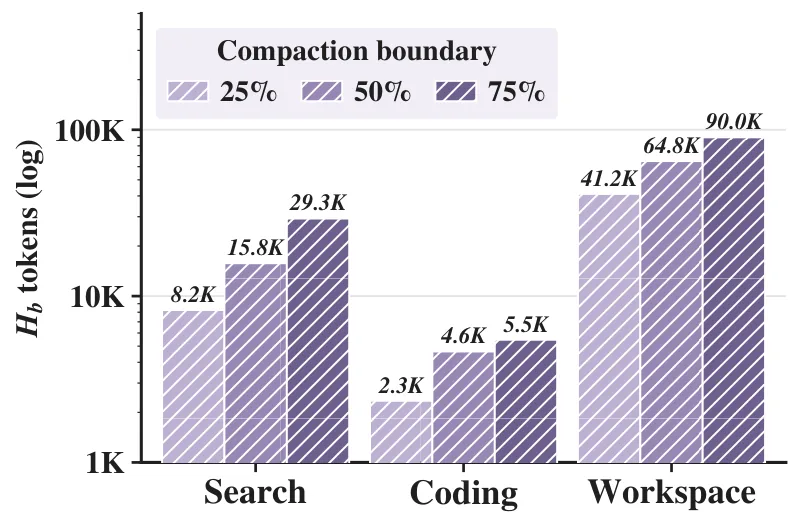 Compaction boundary
25% 50% 75%
H_b tokens (log)
100K
10K
1K
8.2K 15.8K 29.3K
2.3K 4.6K 5.5K
41.2K 64.8K 90.0K
Search Coding Workspace